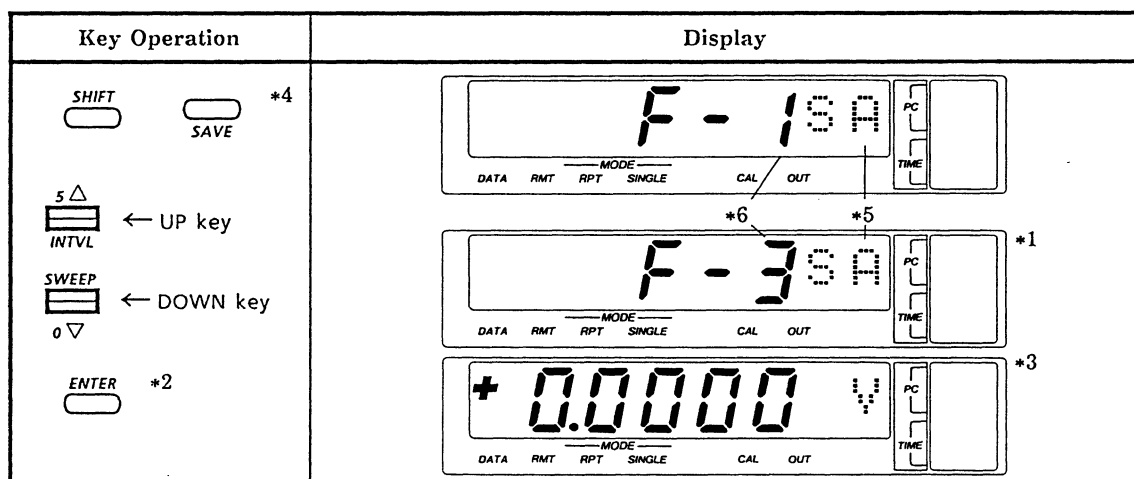 Key Operation
Display
SHIFT *4
SAVE
F - 1 S A
PC
TIME
MODE
DATA RMT RPT SINGLE CAL OUT
*6 *5
5 △
← UP key
INTVL
F - 3 S A
*1
PC
TIME
SWEEP
← DOWN key
0 ▽
MODE
DATA RMT RPT SINGLE CAL OUT
ENTER *2
+ 0.0000 V
*3
PC
TIME
MODE
DATA RMT RPT SINGLE CAL OUT